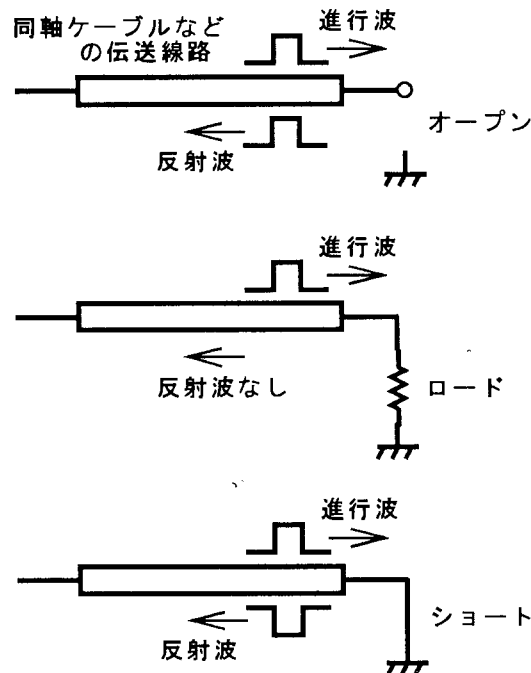 同軸ケーブルなど
の伝送線路
進行波
反射波
オープン
進行波
反射波なし
ロード
進行波
反射波
ショート